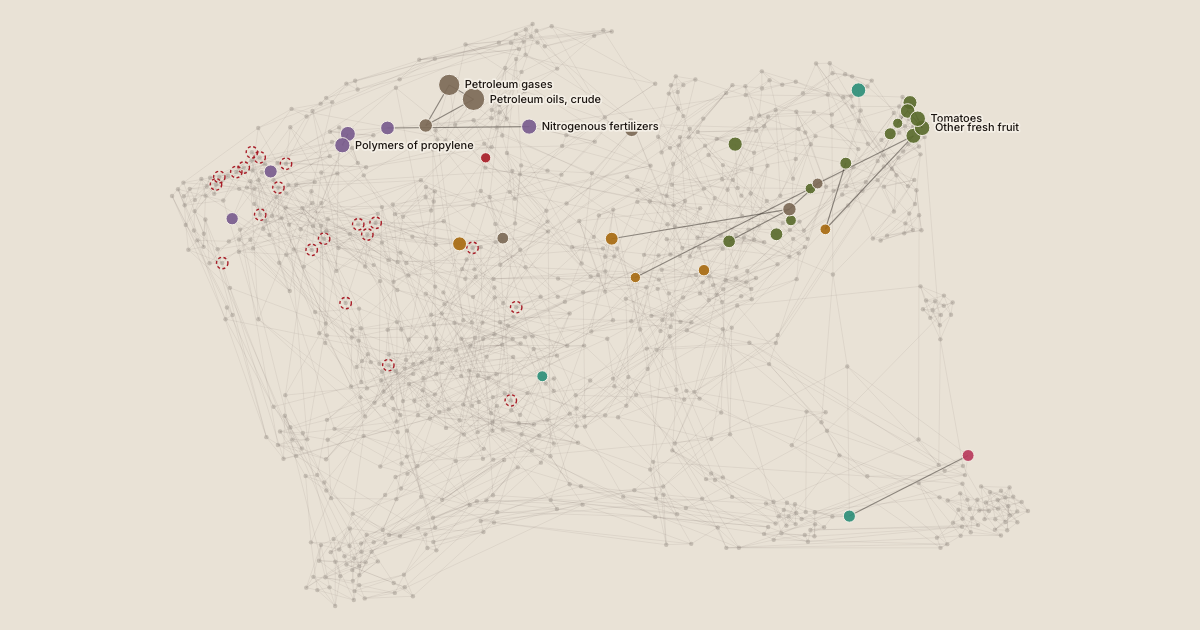 Petroleum gases
Petroleum oils, crude
Nitrogenous fertilizers
Polymers of propylene
Tomatoes
Other fresh fruit